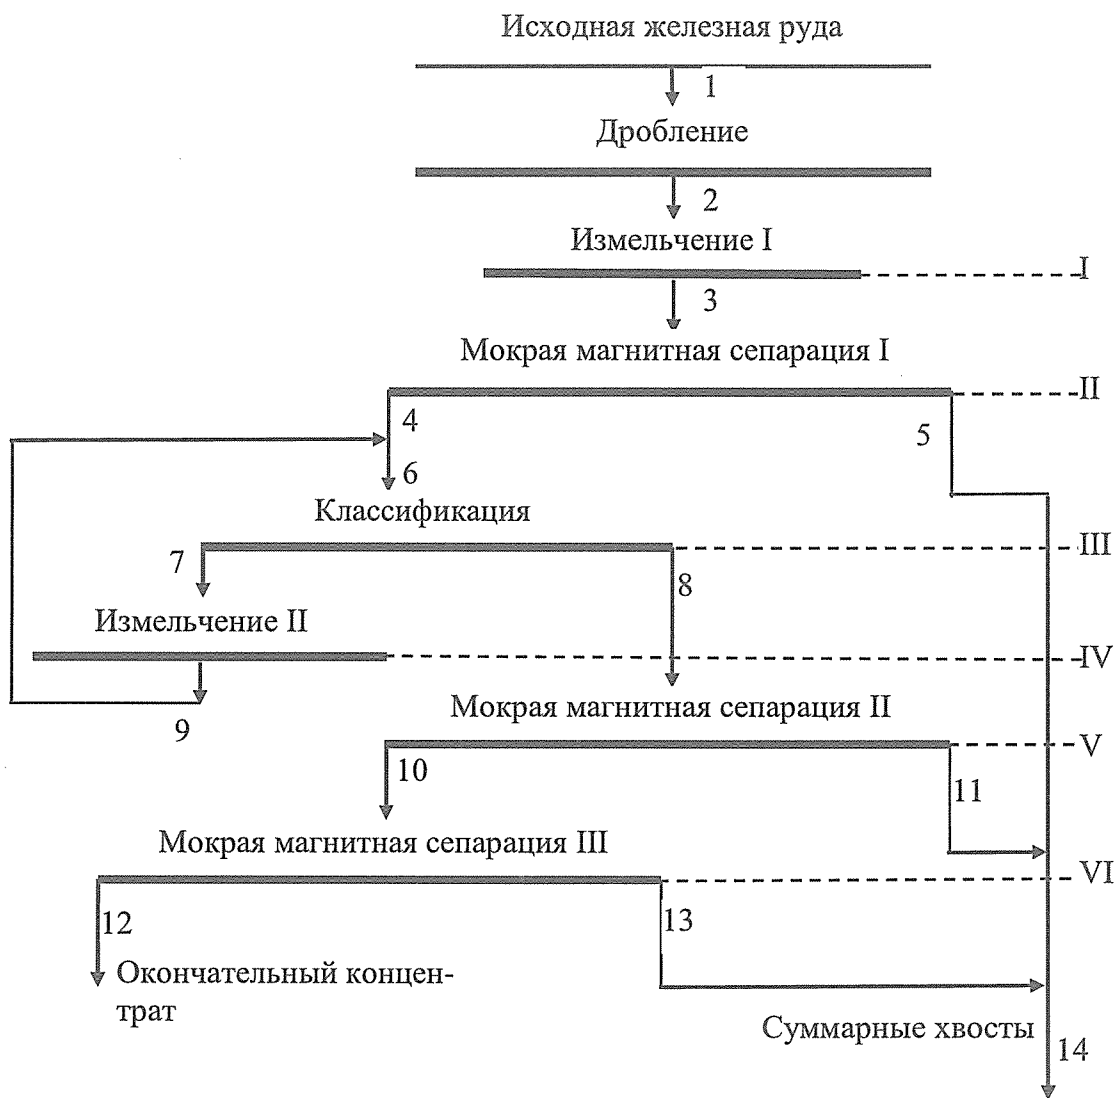 Исходная железная руда
1
Дробление
2
Измельчение I
I
3
Мокрая магнитная сепарация I
II
4
5
6
Классификация
III
7
8
Измельчение II
IV
Мокрая магнитная сепарация II
9
V
10
11
Мокрая магнитная сепарация III
VI
12
13
Окончательный концен-
трат
Суммарные хвосты
14